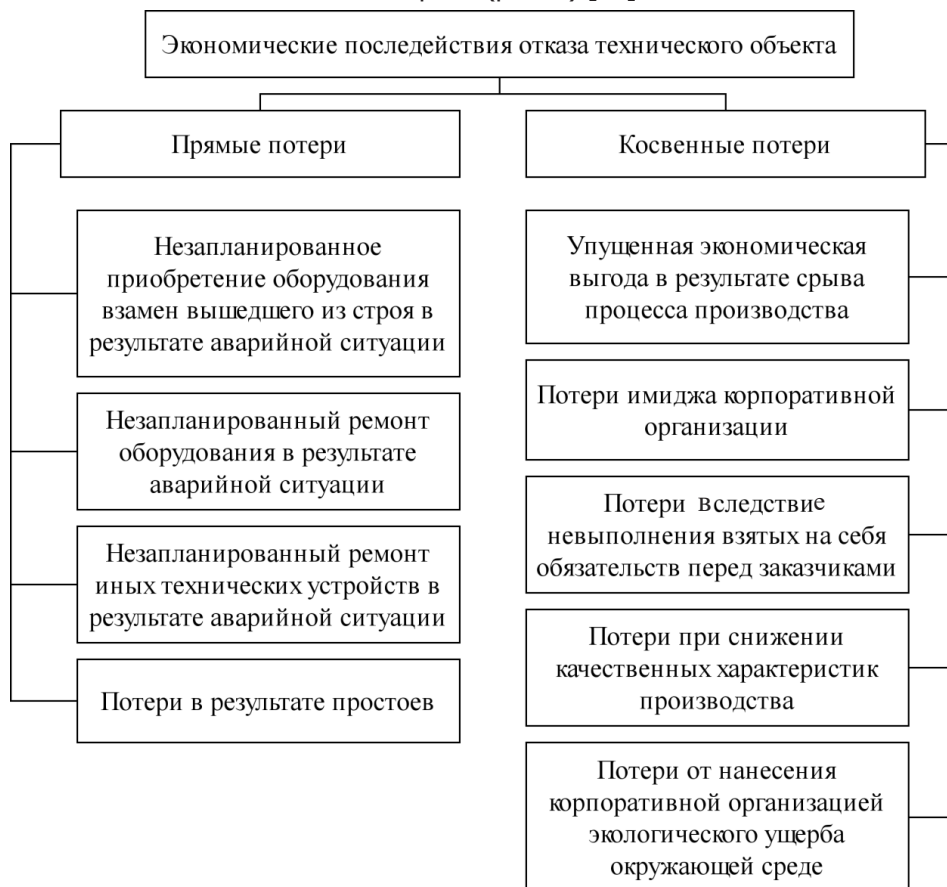 Экономические последействия отказа технического объекта
Прямые потери
Незапланированное
приобретение оборудования
взамен вышедшего из строя в
результате аварийной ситуации
Незапланированный ремонт
оборудования в результате
аварийной ситуации
Незапланированный ремонт
иных технических устройств в
результате аварийной ситуации
Потери в результате простоев
Косвенные потери
Упущенная экономическая
выгода в результате срыва
процесса производства
Потери имиджа корпоративной
организации
Потери вследствие
невыполнения взятых на себя
обязательств перед заказчиками
Потери при снижении
качественных характеристик
производства
Потери от нанесения
корпоративной организацией
экологического ущерба
окружающей среде